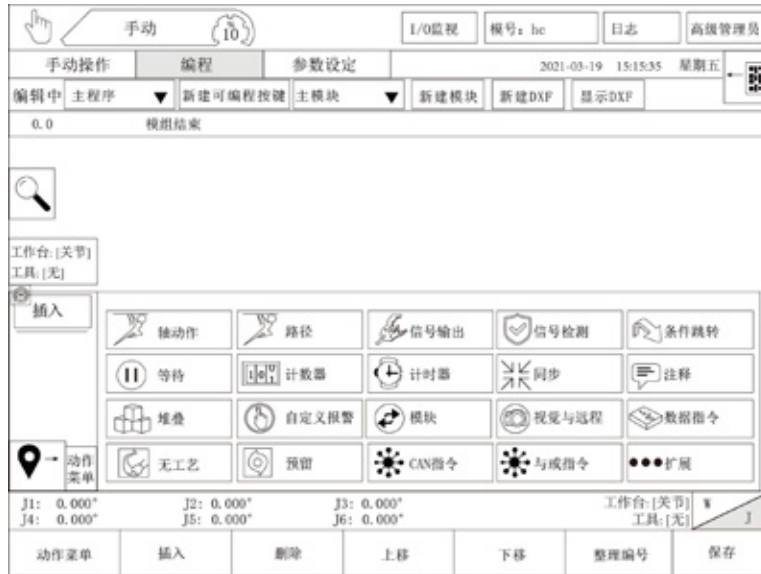 手动 % 10 I/O监视 模号: hc 日志 高级管理员
手动操作 编程 参数设定 2021-03-19 15:15:35 星期五
编辑中 主程序 新建可编程按键 主模块 新建模块 新建DXF 显示DXF
0.0 模组结束
工作台:[关节]
工具:[无]
插入
轴动作 路径 信号输出 信号检测 条件跳转
等待 计数器 计时器 同步 注释
堆叠 自定义报警 模块 视觉与远程 数据指令
无工艺 预留 CAN指令 与或指令 扩展
动作
菜单
J1: 0.000° J2: 0.000° J3: 0.000° 工作台:[关节] W
J4: 0.000° J5: 0.000° J6: 0.000° 工具:[无] J
动作菜单 插入 删除 上移 下移 整理编号 保存